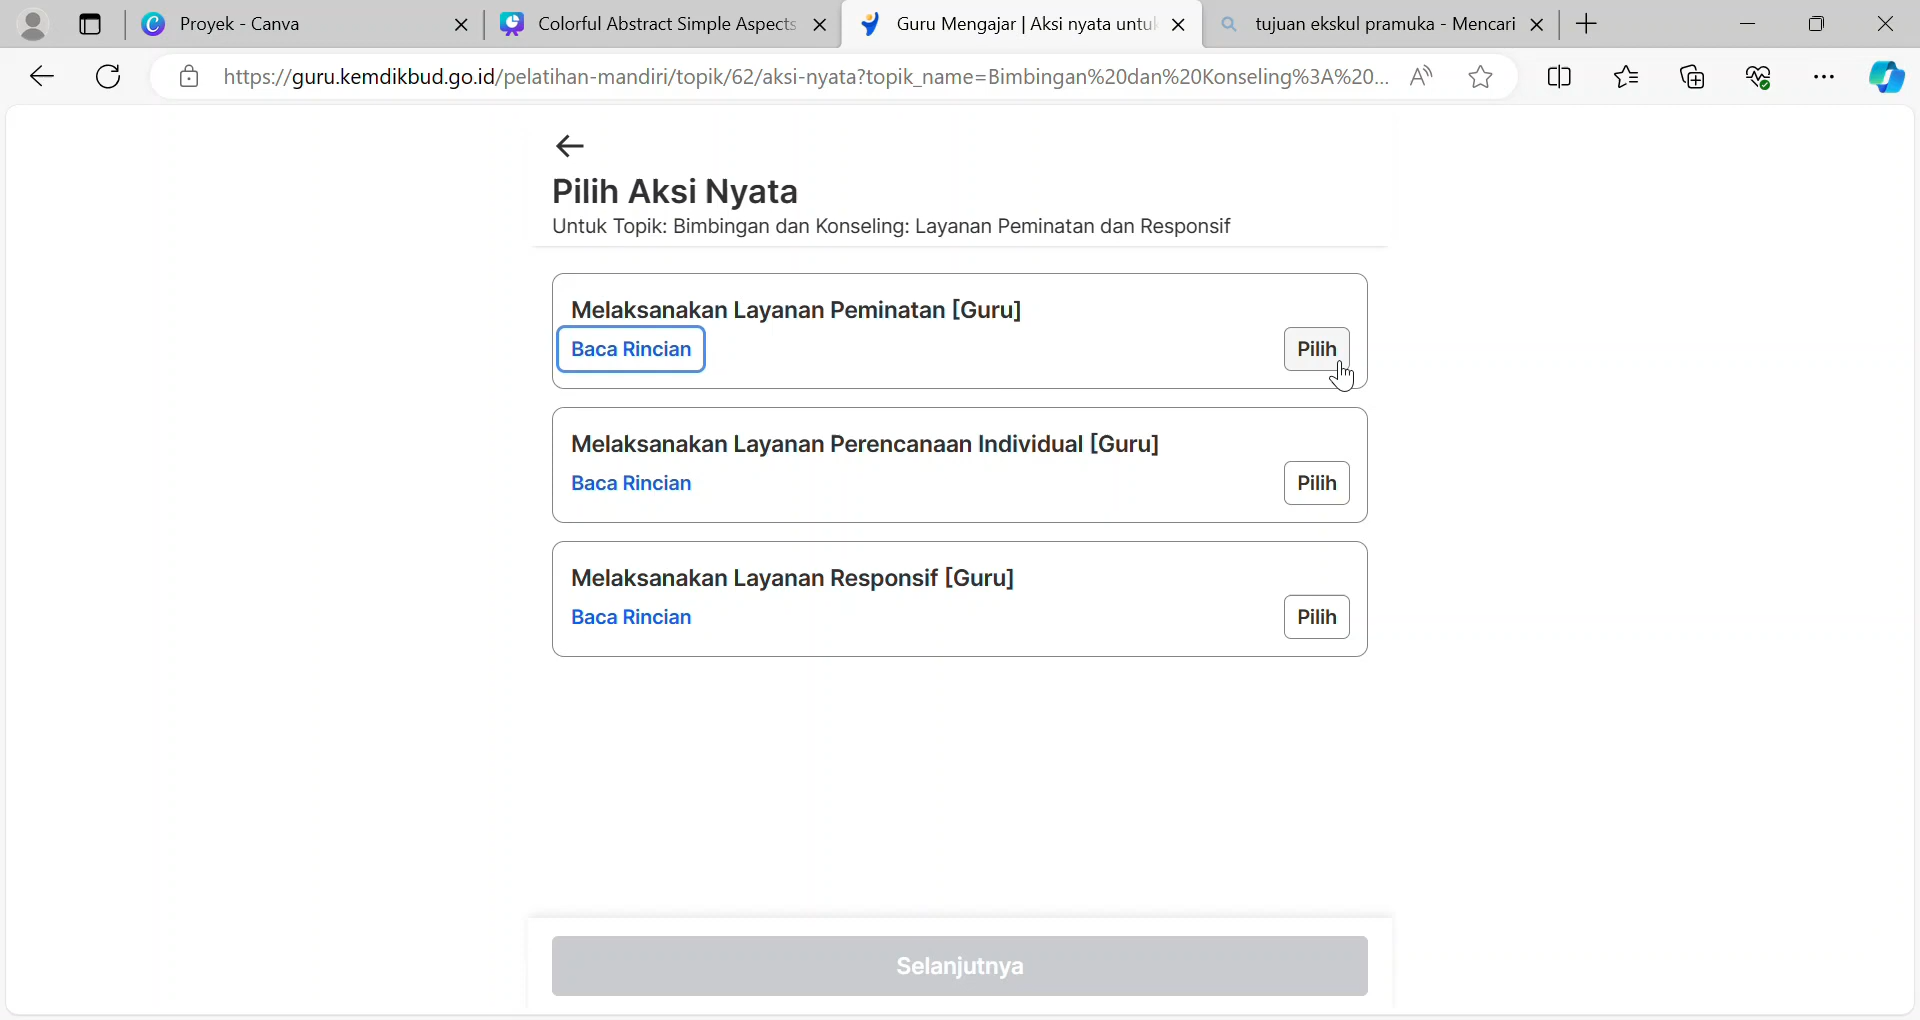 Proyek - Canva
Colorful Abstract Simple Aspects
Guru Mengajar | Aksi nyata untu
tujuan ekskul pramuka - Mencari
https://guru.kemdikbud.go.id/pelatihan-mandiri/topik/62/aksi-nyata?topik_name=Bimbingan%20dan%20Konseling%3A%20...
Pilih Aksi Nyata
Untuk Topik: Bimbingan dan Konseling: Layanan Peminatan dan Responsif
Melaksanakan Layanan Peminatan [Guru]
Baca Rincian
Pilih
Melaksanakan Layanan Perencanaan Individual [Guru]
Baca Rincian
Pilih
Melaksanakan Layanan Responsif [Guru]
Baca Rincian
Pilih
Selanjutnya